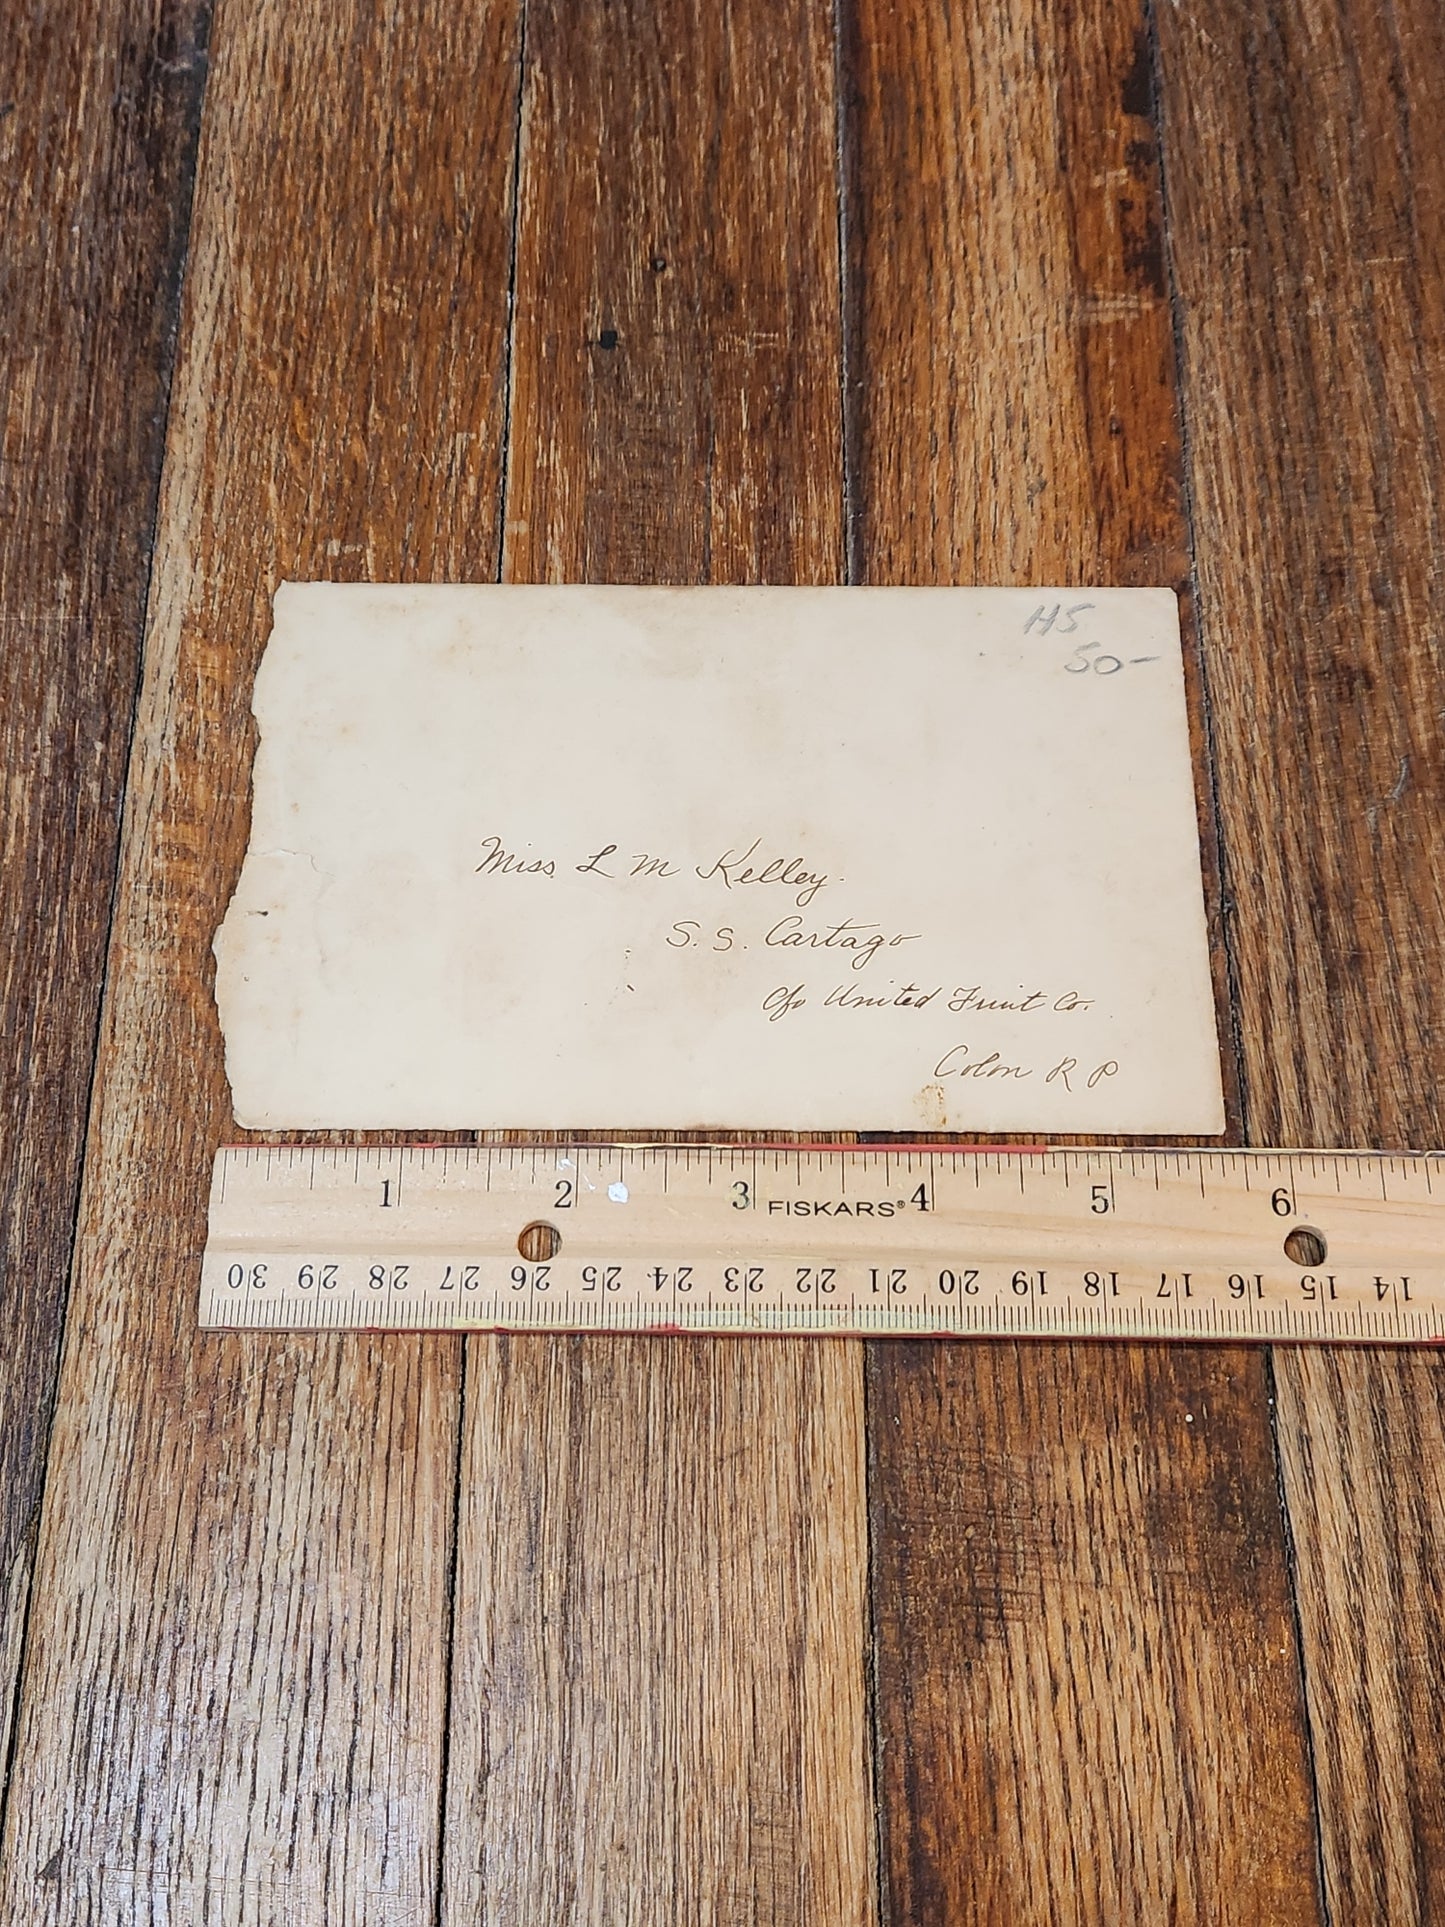 H5
50-
Miss. L M Kelley.
S. S. Cartago
c/o United Fruit Co.
Colon R P
1 2 3 FISKARS® 4 5 6
30 29 28 27 26 25 24 23 22 21 20 19 18 17 16 15 14